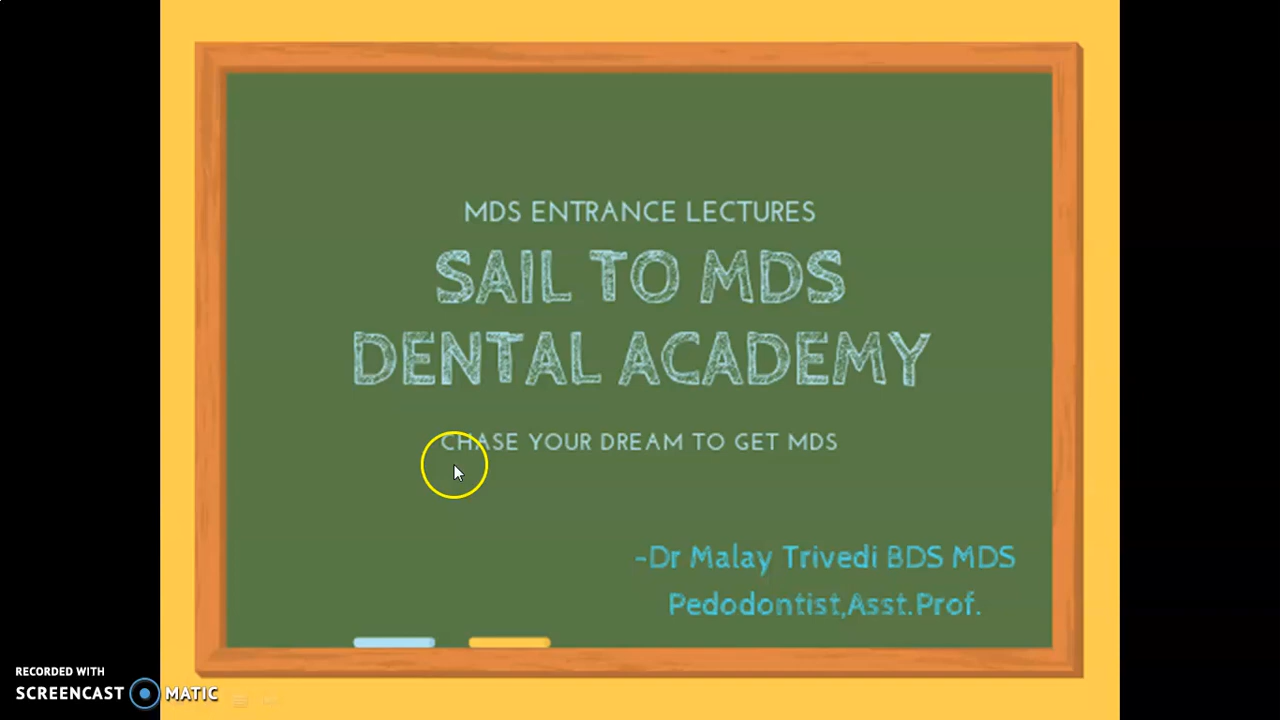 MDS ENTRANCE LECTURES
SAIL TO MDS
DENTAL ACADEMY
CHASE YOUR DREAM TO GET MDS
-Dr Malay Trivedi BDS MDS
Pedodontist,Asst.Prof.
RECORDED WITH
SCREENCAST MATIC